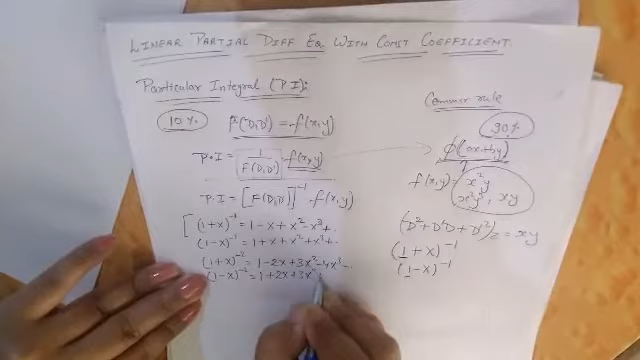 LINEAR PARTIAL DIFF EQ. WITH CONST COEFFICIENT.
Particular Integral (P.I):
10%
F(D,D') = f(x,y)
P.I = 1/F(D,D') f(x,y)
P.I = [F(D,D')]^-1 . f(x,y)
(1+x)^-1 = 1-x+x^2-x^3+..
(1-x)^-1 = 1+x+x^2+x^3+..
(1+x)^-2 = 1-2x+3x^2-4x^3-..
(1-x)^-2 = 1+2x+3x^2
Common rule
30%
φ(ax+by)
f(x,y) = x^2y
x^2y^2, xy
(D^2+D'D+D'^2)z = xy
(1+x)^-1
(1-x)^-1